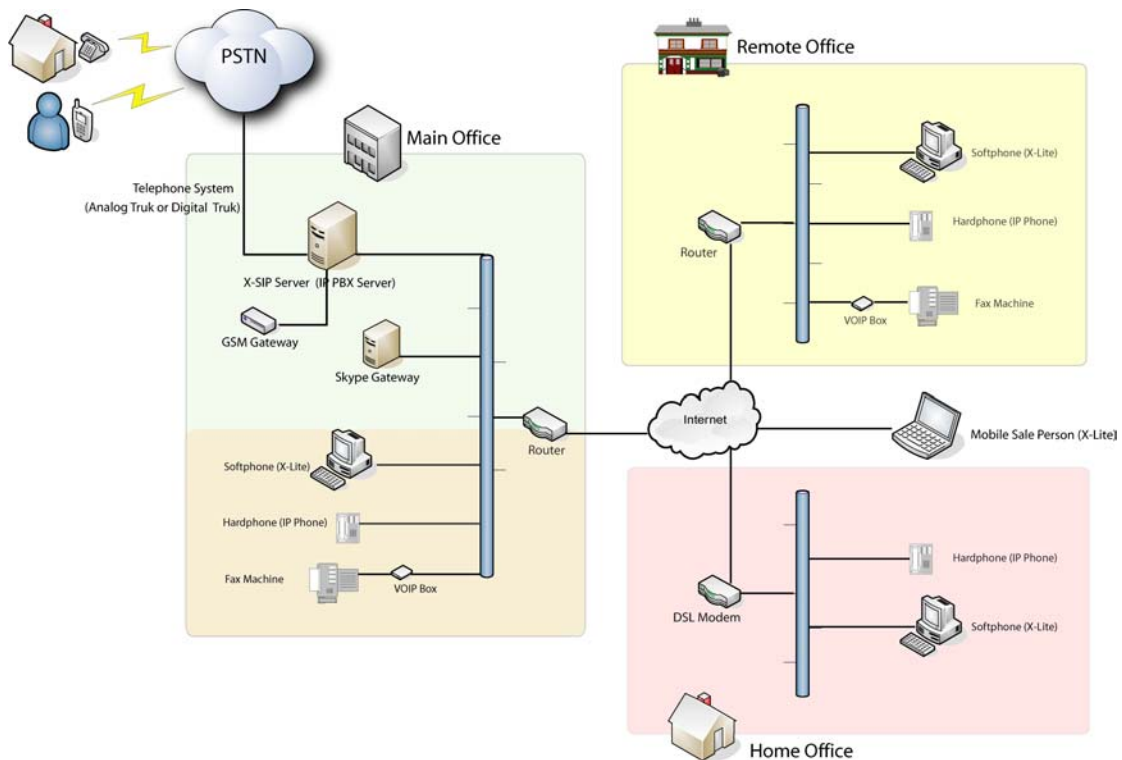 PSTN
Remote Office
Main Office
Telephone System
(Analog Truk or Digital Truk)
X-SIP Server (IP PBX Server)
GSM Gateway
Skype Gateway
Softphone (X-Lite)
Hardphone (IP Phone)
Fax Machine
VOIP Box
Router
Internet
Router
Softphone (X-Lite)
Hardphone (IP Phone)
VOIP Box
Fax Machine
Mobile Sale Person (X-Lite)
DSL Modem
Hardphone (IP Phone)
Softphone (X-Lite)
Home Office